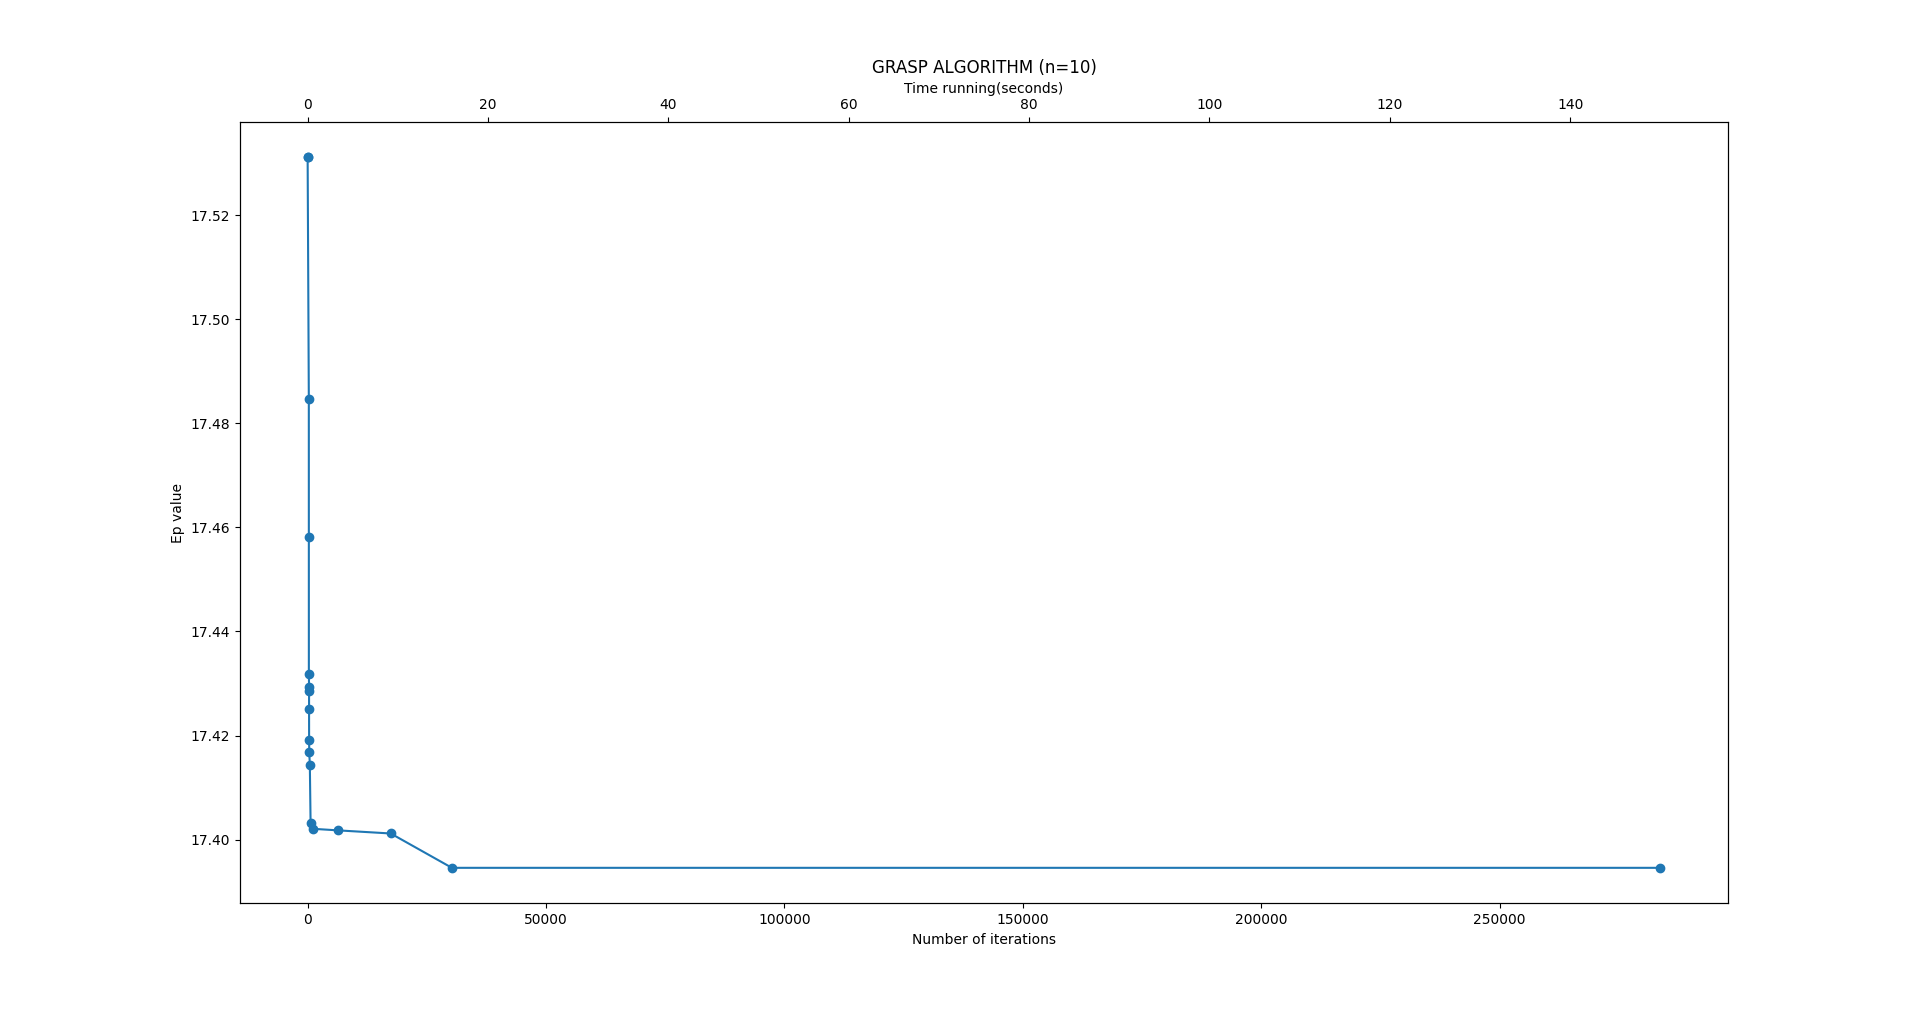 GRASP ALGORITHM (n=10)
Time running(seconds)
0 20 40 60 80 100 120 140
17.52
17.50
17.48
17.46
17.44
17.42
17.40
Ep value
0 50000 100000 150000 200000 250000
Number of iterations